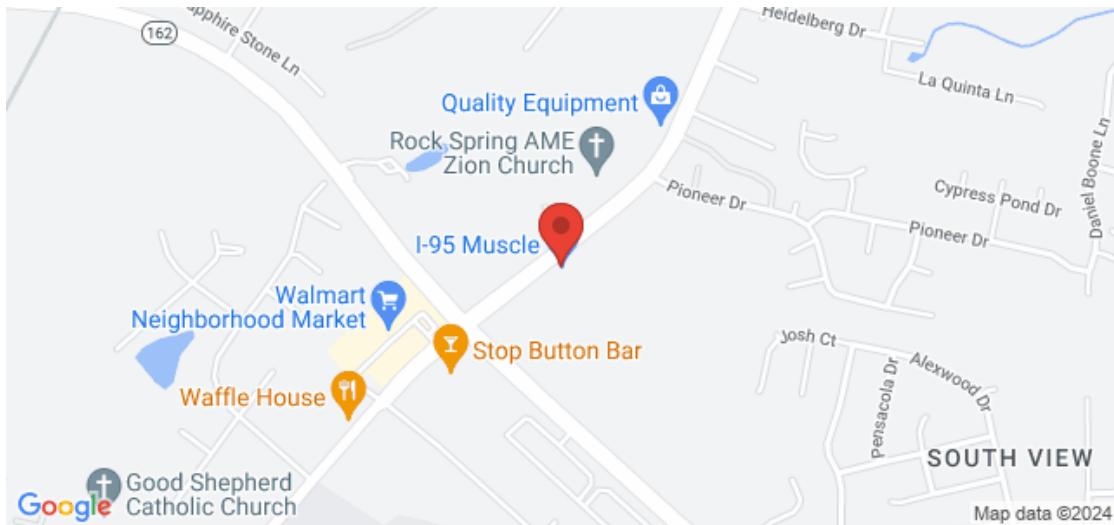 162
apphire Stone Ln
Heidelberg Dr
La Quinta Ln
Daniel Boone Ln
Quality Equipment
Rock Spring AME
Zion Church
Pioneer Dr
Cypress Pond Dr
Pioneer Dr
I-95 Muscle
Walmart
Neighborhood Market
Stop Button Bar
Josh Ct
Alexwood Dr
Pensacola Dr
Waffle House
SOUTH VIEW
Good Shepherd
Catholic Church
Google
Map data ©2024